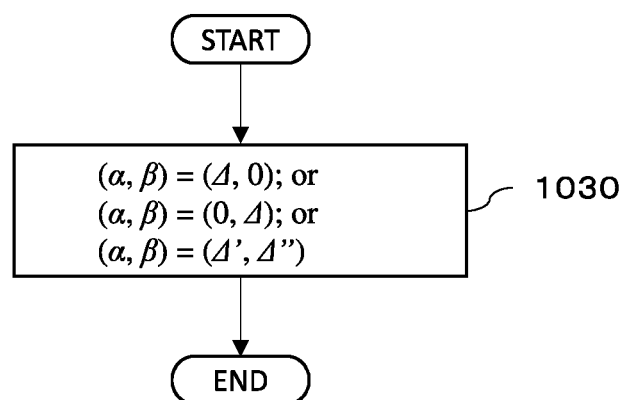 START
(α, β) = (Δ, 0); or
(α, β) = (0, Δ); or
(α, β) = (Δ’, Δ”)
1030
END